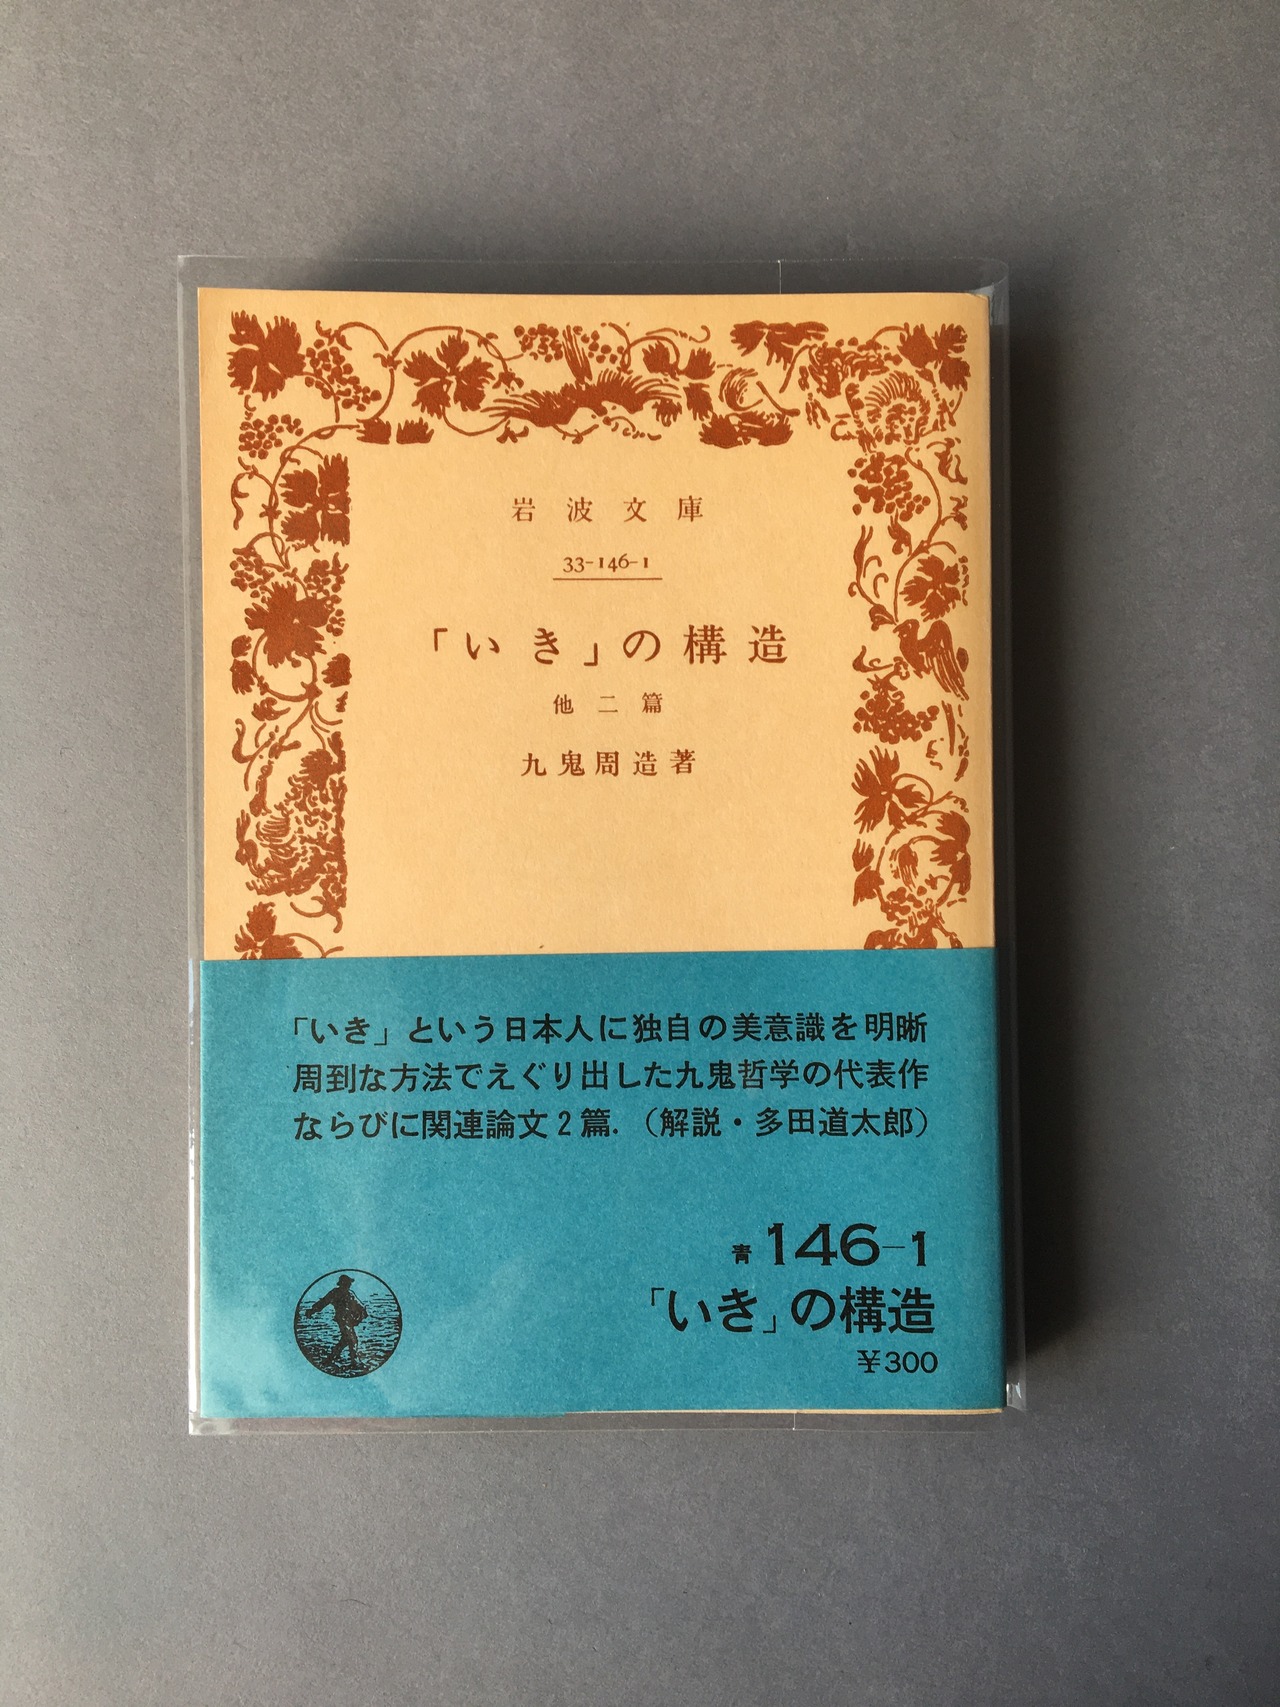 岩波文庫
33-146-1
「いき」の構造
他二篇
九鬼周造著
「いき」という日本人に独自の美意識を明晰
周到な方法でえぐり出した九鬼哲学の代表作
ならびに関連論文2篇.（解説・多田道太郎）
青146-1
「いき」の構造
¥300